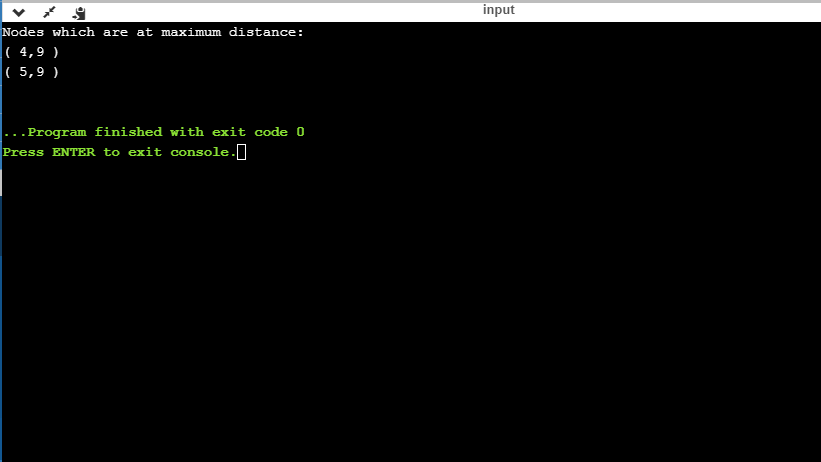 input
Nodes which are at maximum distance:
( 4,9 )
( 5,9 )
...Program finished with exit code 0
Press ENTER to exit console.